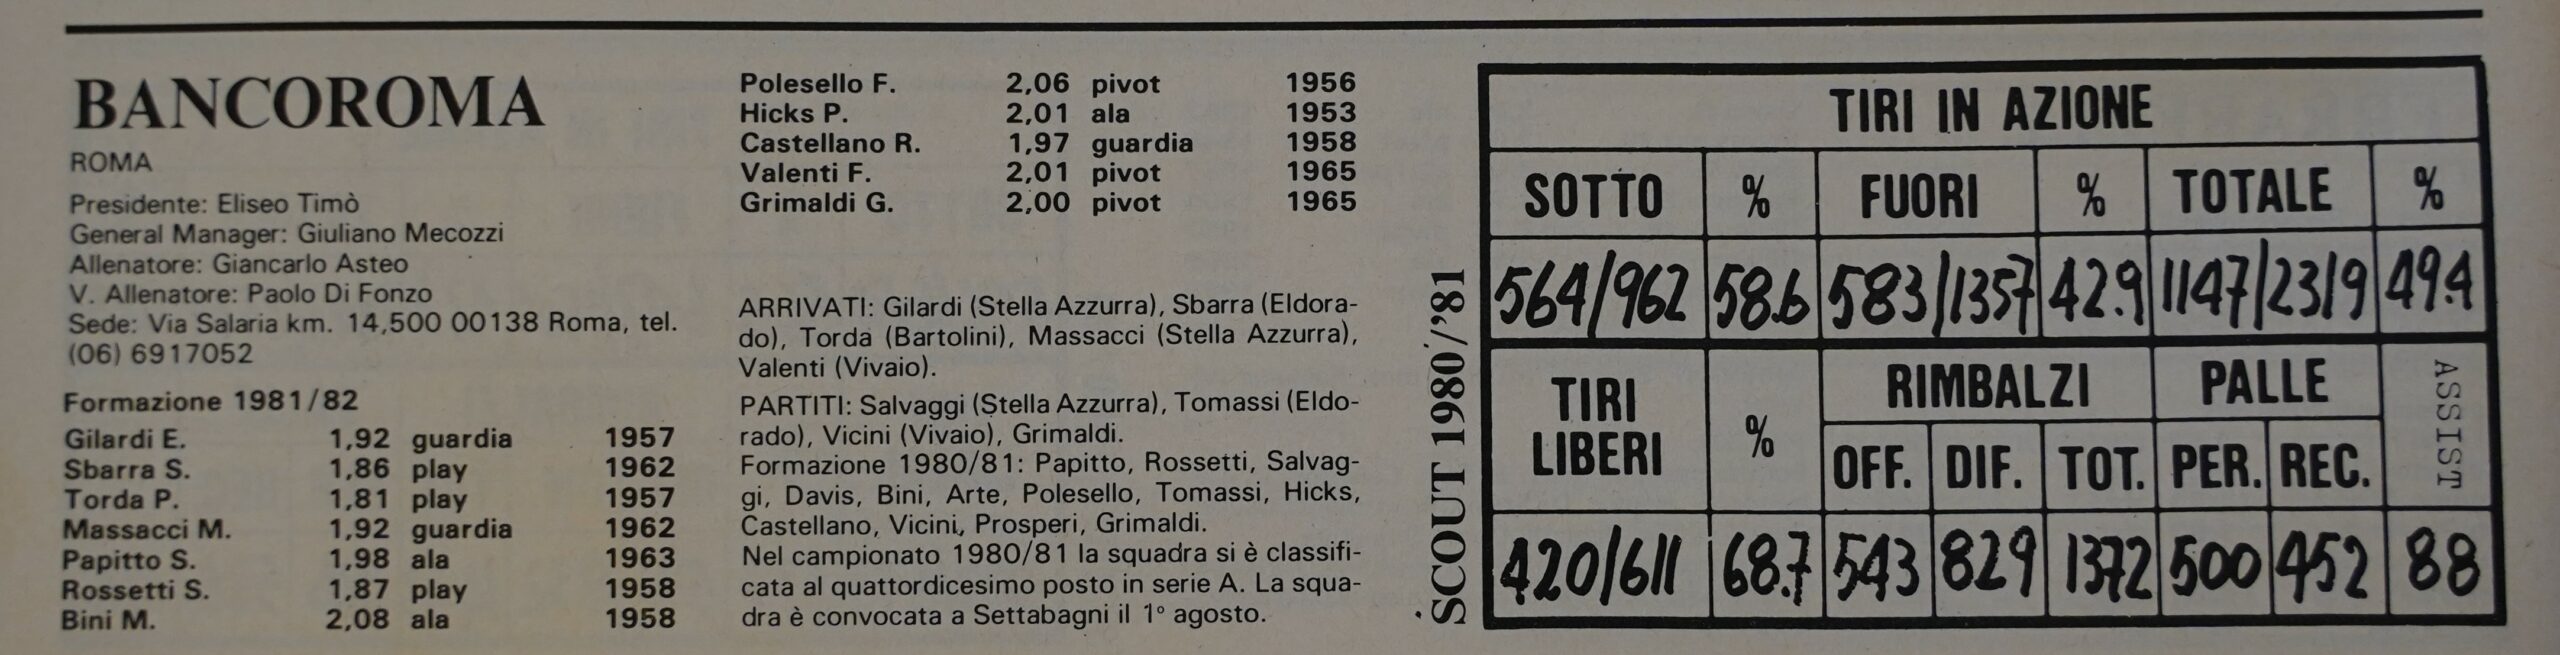 BANCOROMA
ROMA
Presidente: Eliseo Timò
General Manager: Giuliano Mecozzi
Allenatore: Giancarlo Asteo
V. Allenatore: Paolo Di Fonzo
Sede: Via Salaria km. 14,500 00138 Roma, tel.
(06) 6917052
Formazione 1981/82
Gilardi E. 1,92 guardia 1957
Sbarra S. 1,86 play 1962
Torda P. 1,81 play 1957
Massacci M. 1,92 guardia 1962
Papitto S. 1,98 ala 1963
Rossetti S. 1,87 play 1958
Bini M. 2,08 ala 1958
Polesello F. 2,06 pivot 1956
Hicks P. 2,01 ala 1953
Castellano R. 1,97 guardia 1958
Valenti F. 2,01 pivot 1965
Grimaldi G. 2,00 pivot 1965
ARRIVATI: Gilardi (Stella Azzurra), Sbarra (Eldora-
do), Torda (Bartolini), Massacci (Stella Azzurra),
Valenti (Vivaio).
PARTITI: Salvaggi (Stella Azzurra), Tomassi (Eldo-
rado), Vicini (Vivaio), Grimaldi.
Formazione 1980/81: Papitto, Rossetti, Salvag-
gi, Davis, Bini, Arte, Polesello, Tomassi, Hicks,
Castellano, Vicini, Prosperi, Grimaldi.
Nel campionato 1980/81 la squadra si è classifi-
cata al quattordicesimo posto in serie A. La squa-
dra è convocata a Settabagni il 1° agosto.
SCOUT 1980/'81
TIRI IN AZIONE
SOTTO % FUORI % TOTALE %
564/962 58.6 583/1357 42.9 1147/2319 49.4
TIRI LIBERI % RIMBALZI PALLE ASSIST
OFF. DIF. TOT. PER. REC.
420/611 68.7 543 829 1372 500 452 88